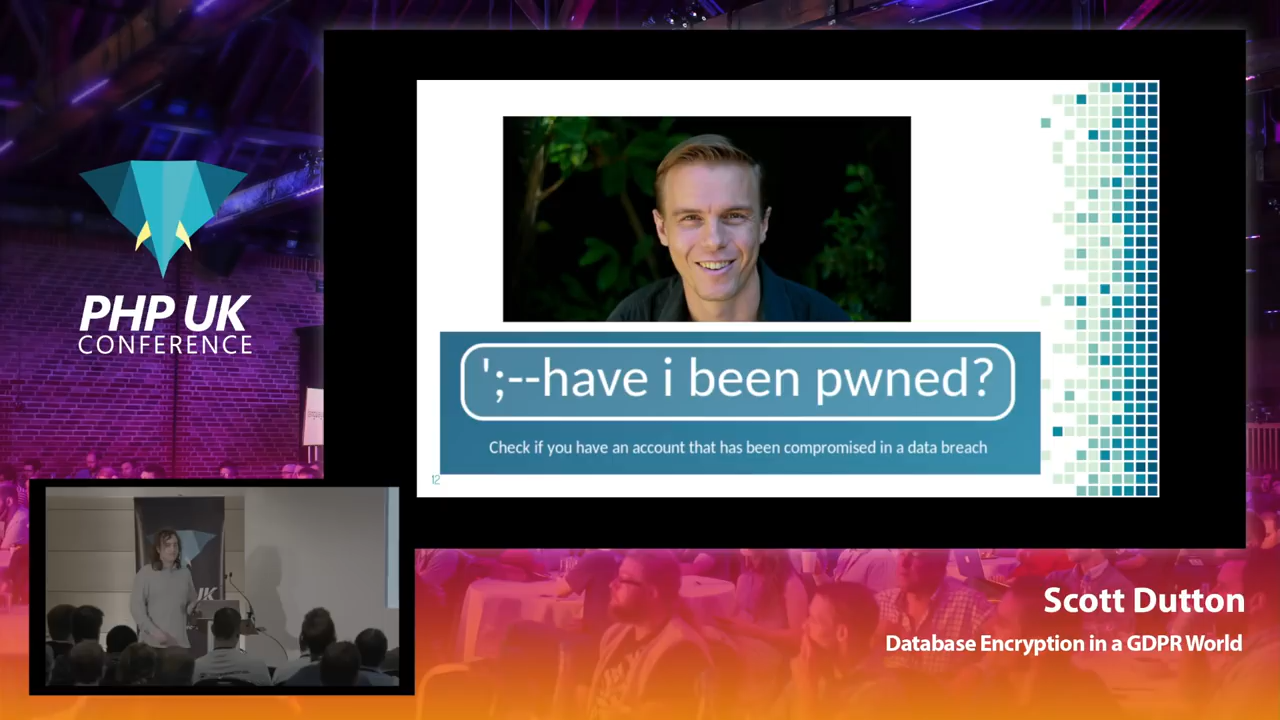 PHP UK
CONFERENCE
';--have i been pwned?
Check if you have an account that has been compromised in a data breach
12
UK
Scott Dutton
Database Encryption in a GDPR World